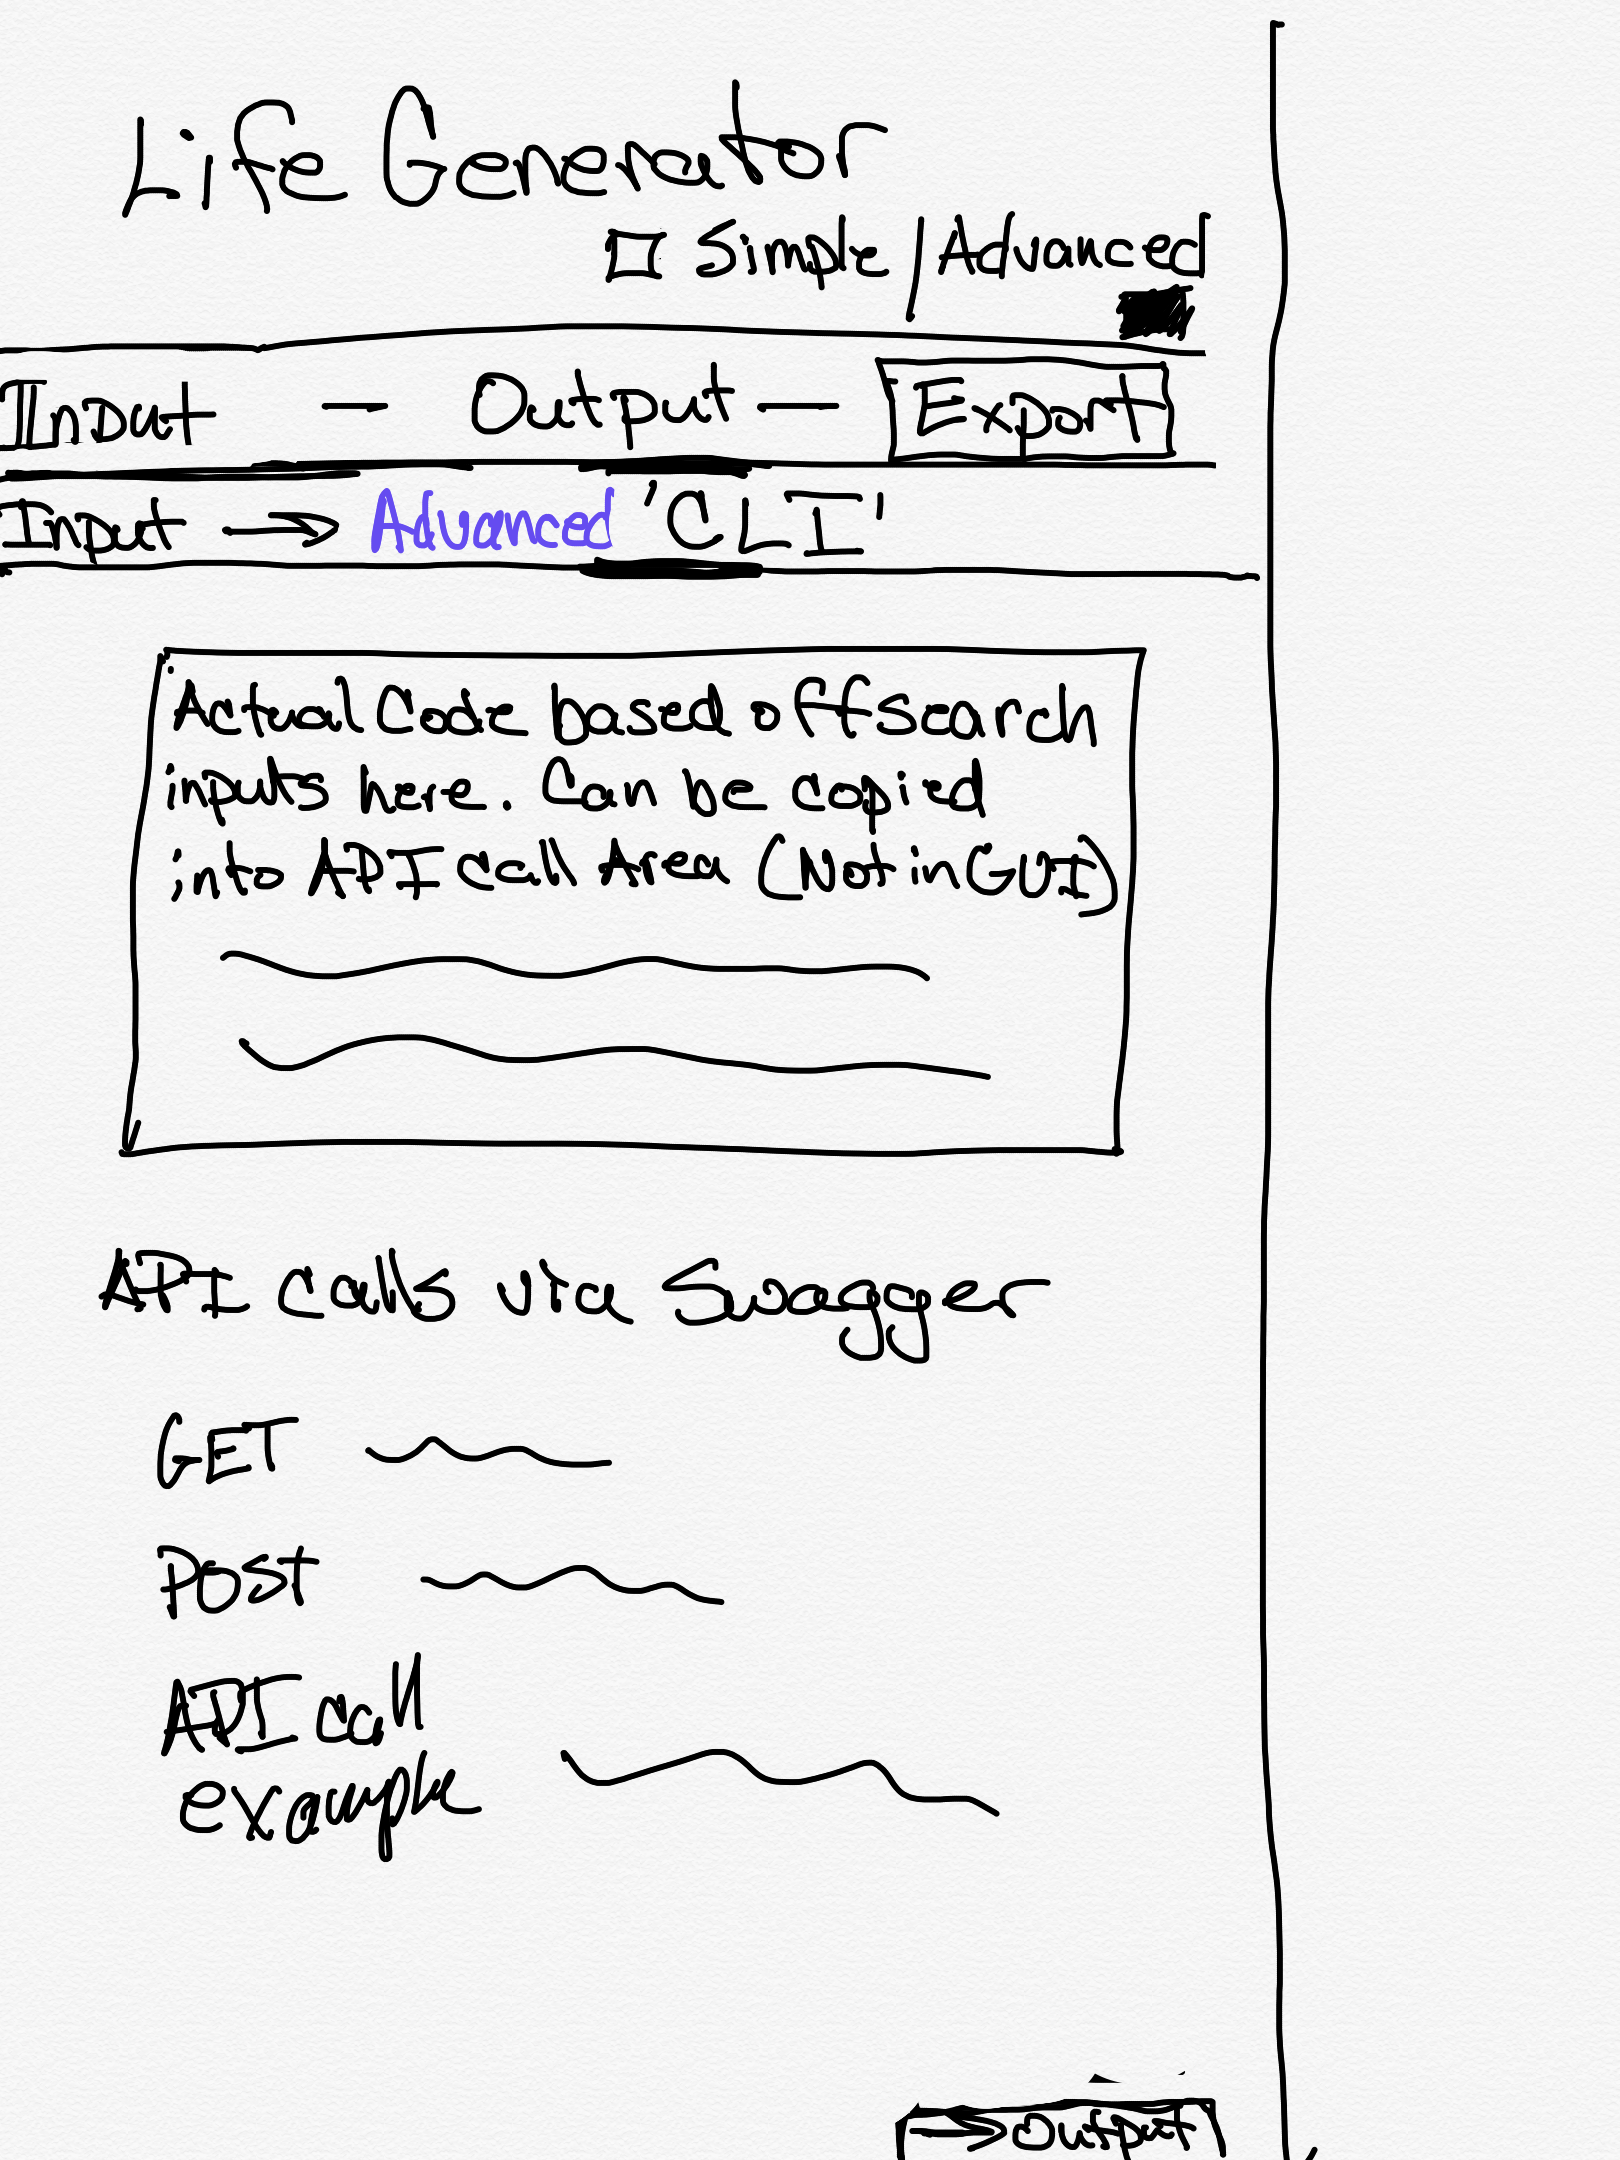 Life Generator
Simple / Advanced
Input — Output — Export
Input → Advanced 'CLI'
Actual Code based off search
inputs here. Can be copied
into API call Area (Not in GUI)
API calls via Swagger
GET
POST
API call
example
→ Output